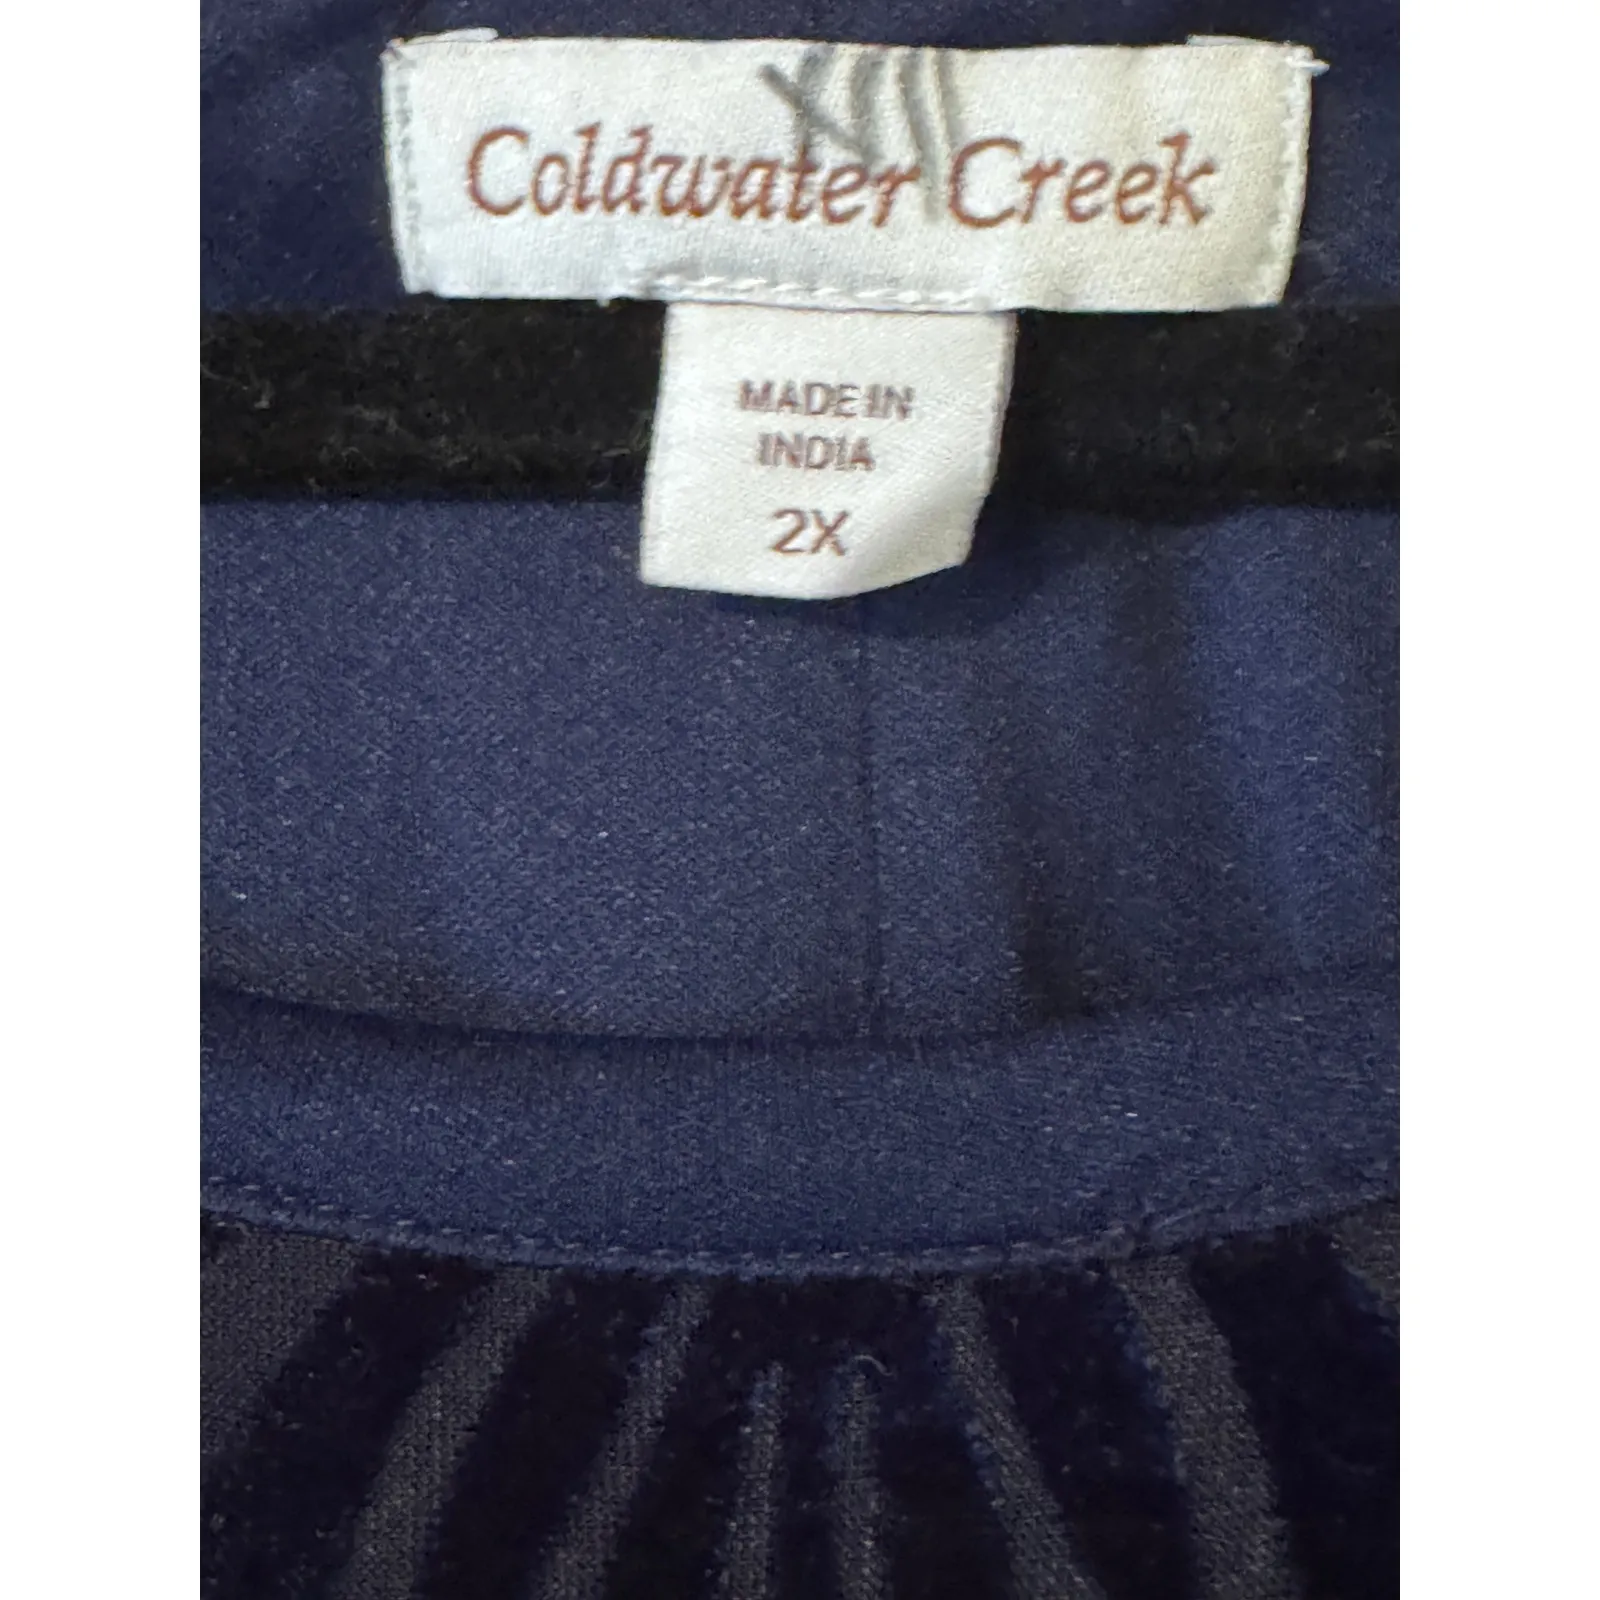 Coldwater Creek
MADE IN
INDIA
2X